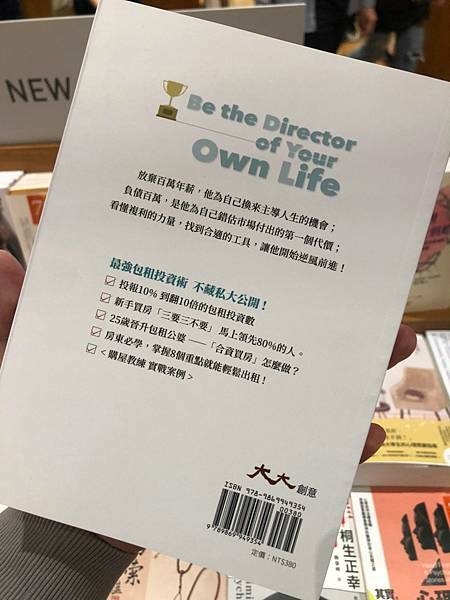 NEW
Be the Director
of Your
Own Life
放棄百萬年薪，他為自己換來主導人生的機會；
負債百萬，是他為自己錯估市場付出的第一個代價；
看懂複利的力量，找到合適的工具，讓他開始逆風前進！
最強包租投資術 不藏私大公開！
投報10% 到翻10倍的包租投資數
新手買房「三要三不要」 馬上領先80%的人。
25歲晉升包租公婆 ——「合資買房」怎麼做？
房東必學，掌握8個重點就能輕鬆出租！
< 購屋教練 實戰案例 >
大大創意
ISBN 978-9869949354
00380
9789869949354
定價：NT$380
桐生正幸